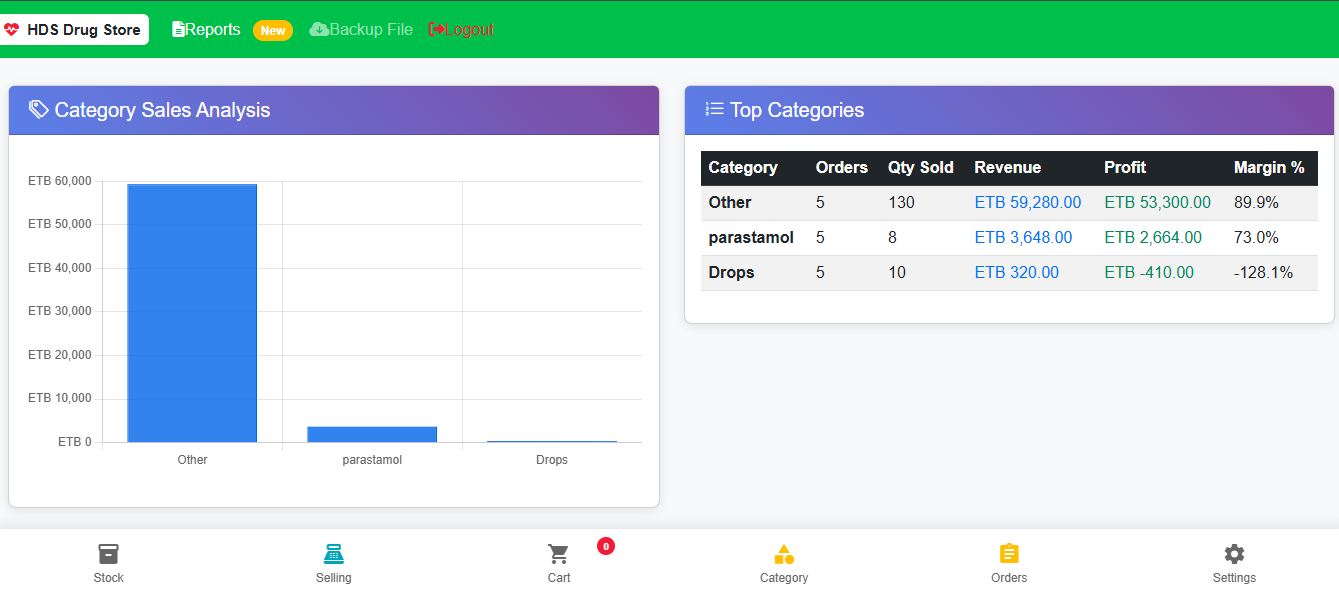 HDS Drug Store Reports New Backup File Logout
Category Sales Analysis
ETB 60,000
ETB 50,000
ETB 40,000
ETB 30,000
ETB 20,000
ETB 10,000
ETB 0
Other parastamol Drops
Top Categories
Category Orders Qty Sold Revenue Profit Margin %
Other 5 130 ETB 59,280.00 ETB 53,300.00 89.9%
parastamol 5 8 ETB 3,648.00 ETB 2,664.00 73.0%
Drops 5 10 ETB 320.00 ETB -410.00 -128.1%
0
Stock Selling Cart Category Orders Settings